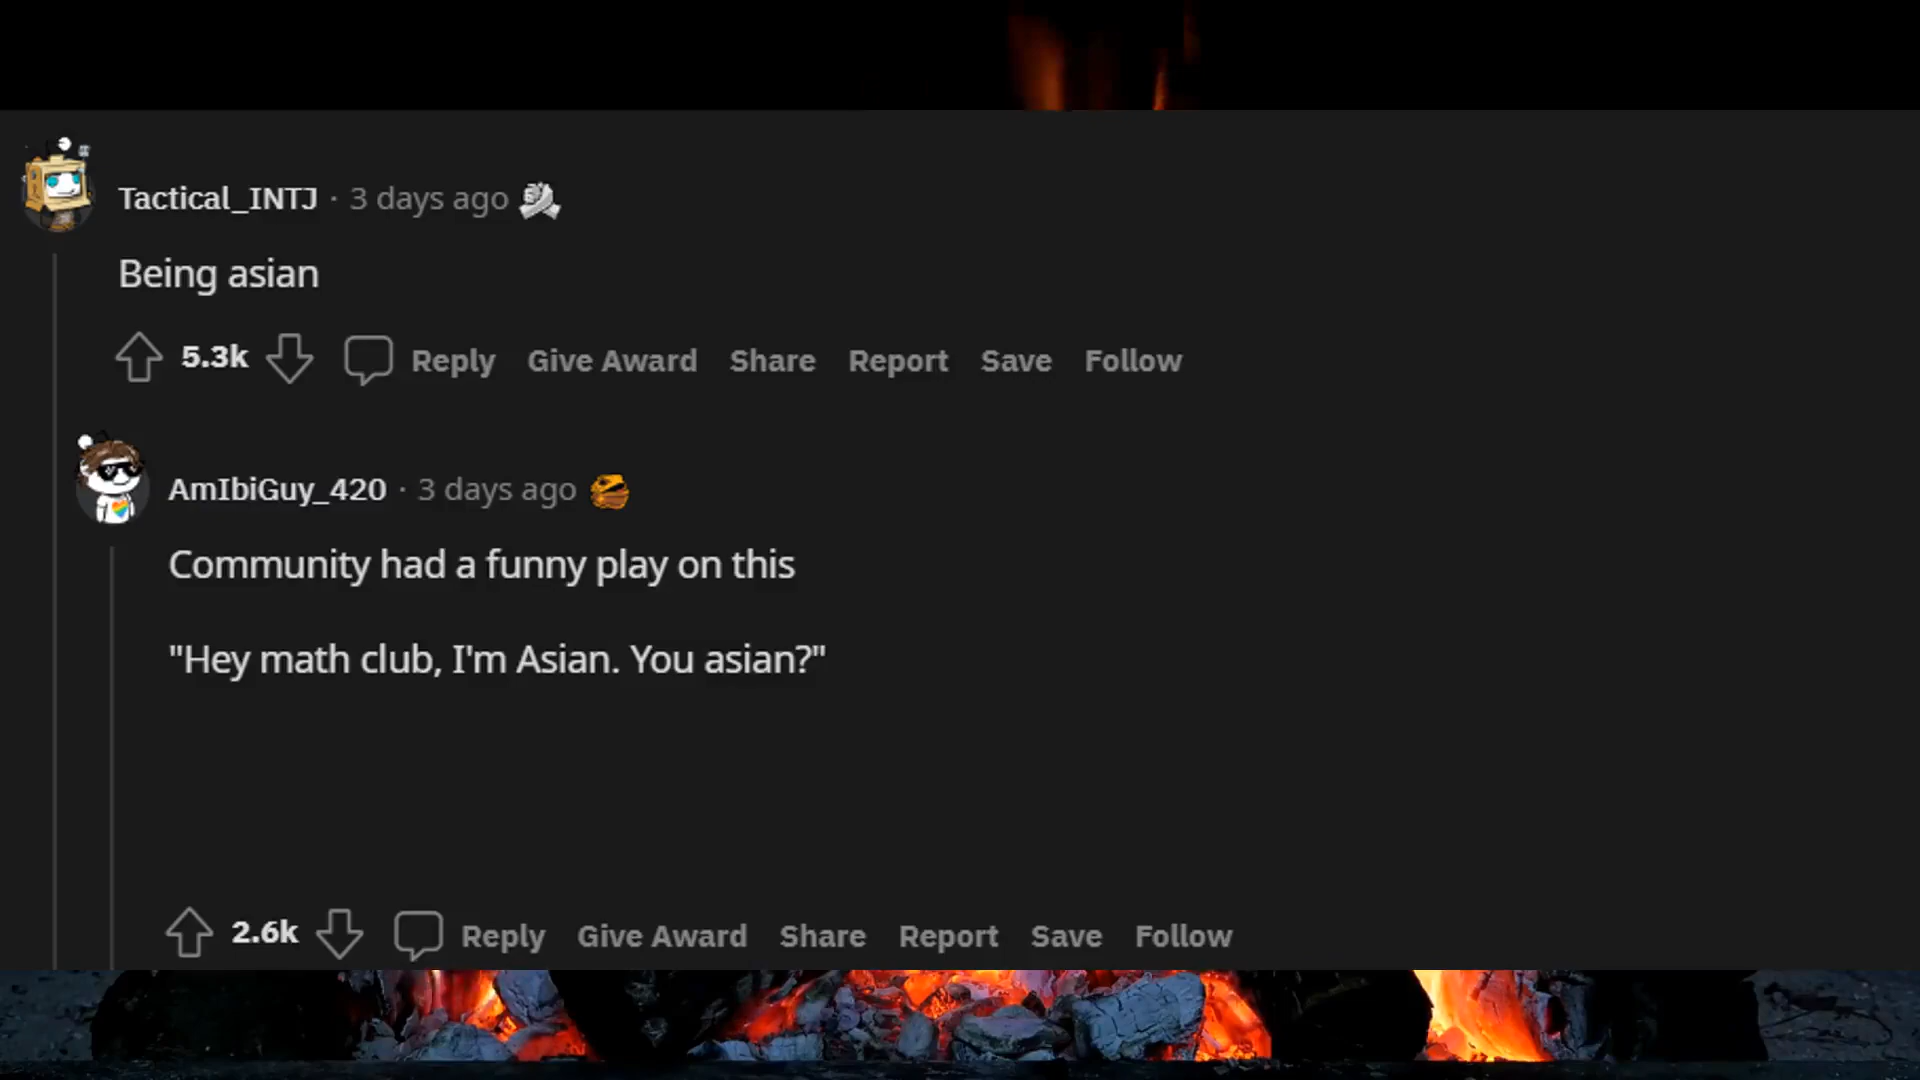 Tactical_INTJ · 3 days ago
Being asian
5.3k Reply Give Award Share Report Save Follow
AmIbiGuy_420 · 3 days ago
Community had a funny play on this
"Hey math club, I'm Asian. You asian?"
2.6k Reply Give Award Share Report Save Follow